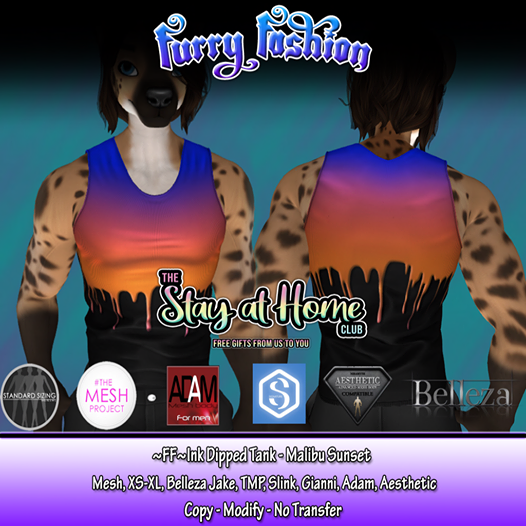 Furry Fashion
THE
Stay at Home
CLUB
FREE GIFTS FROM US TO YOU
STANDARD SIZING
#THE
MESH
PROJECT
ADAM
For men
S
AESTHETIC
COMPATIBLE
Belleza
~FF~Ink Dipped Tank - Malibu Sunset
Mesh, XS-XL, Belleza Jake, TMP, Slink, Gianni, Adam, Aesthetic
Copy - Modify - No Transfer